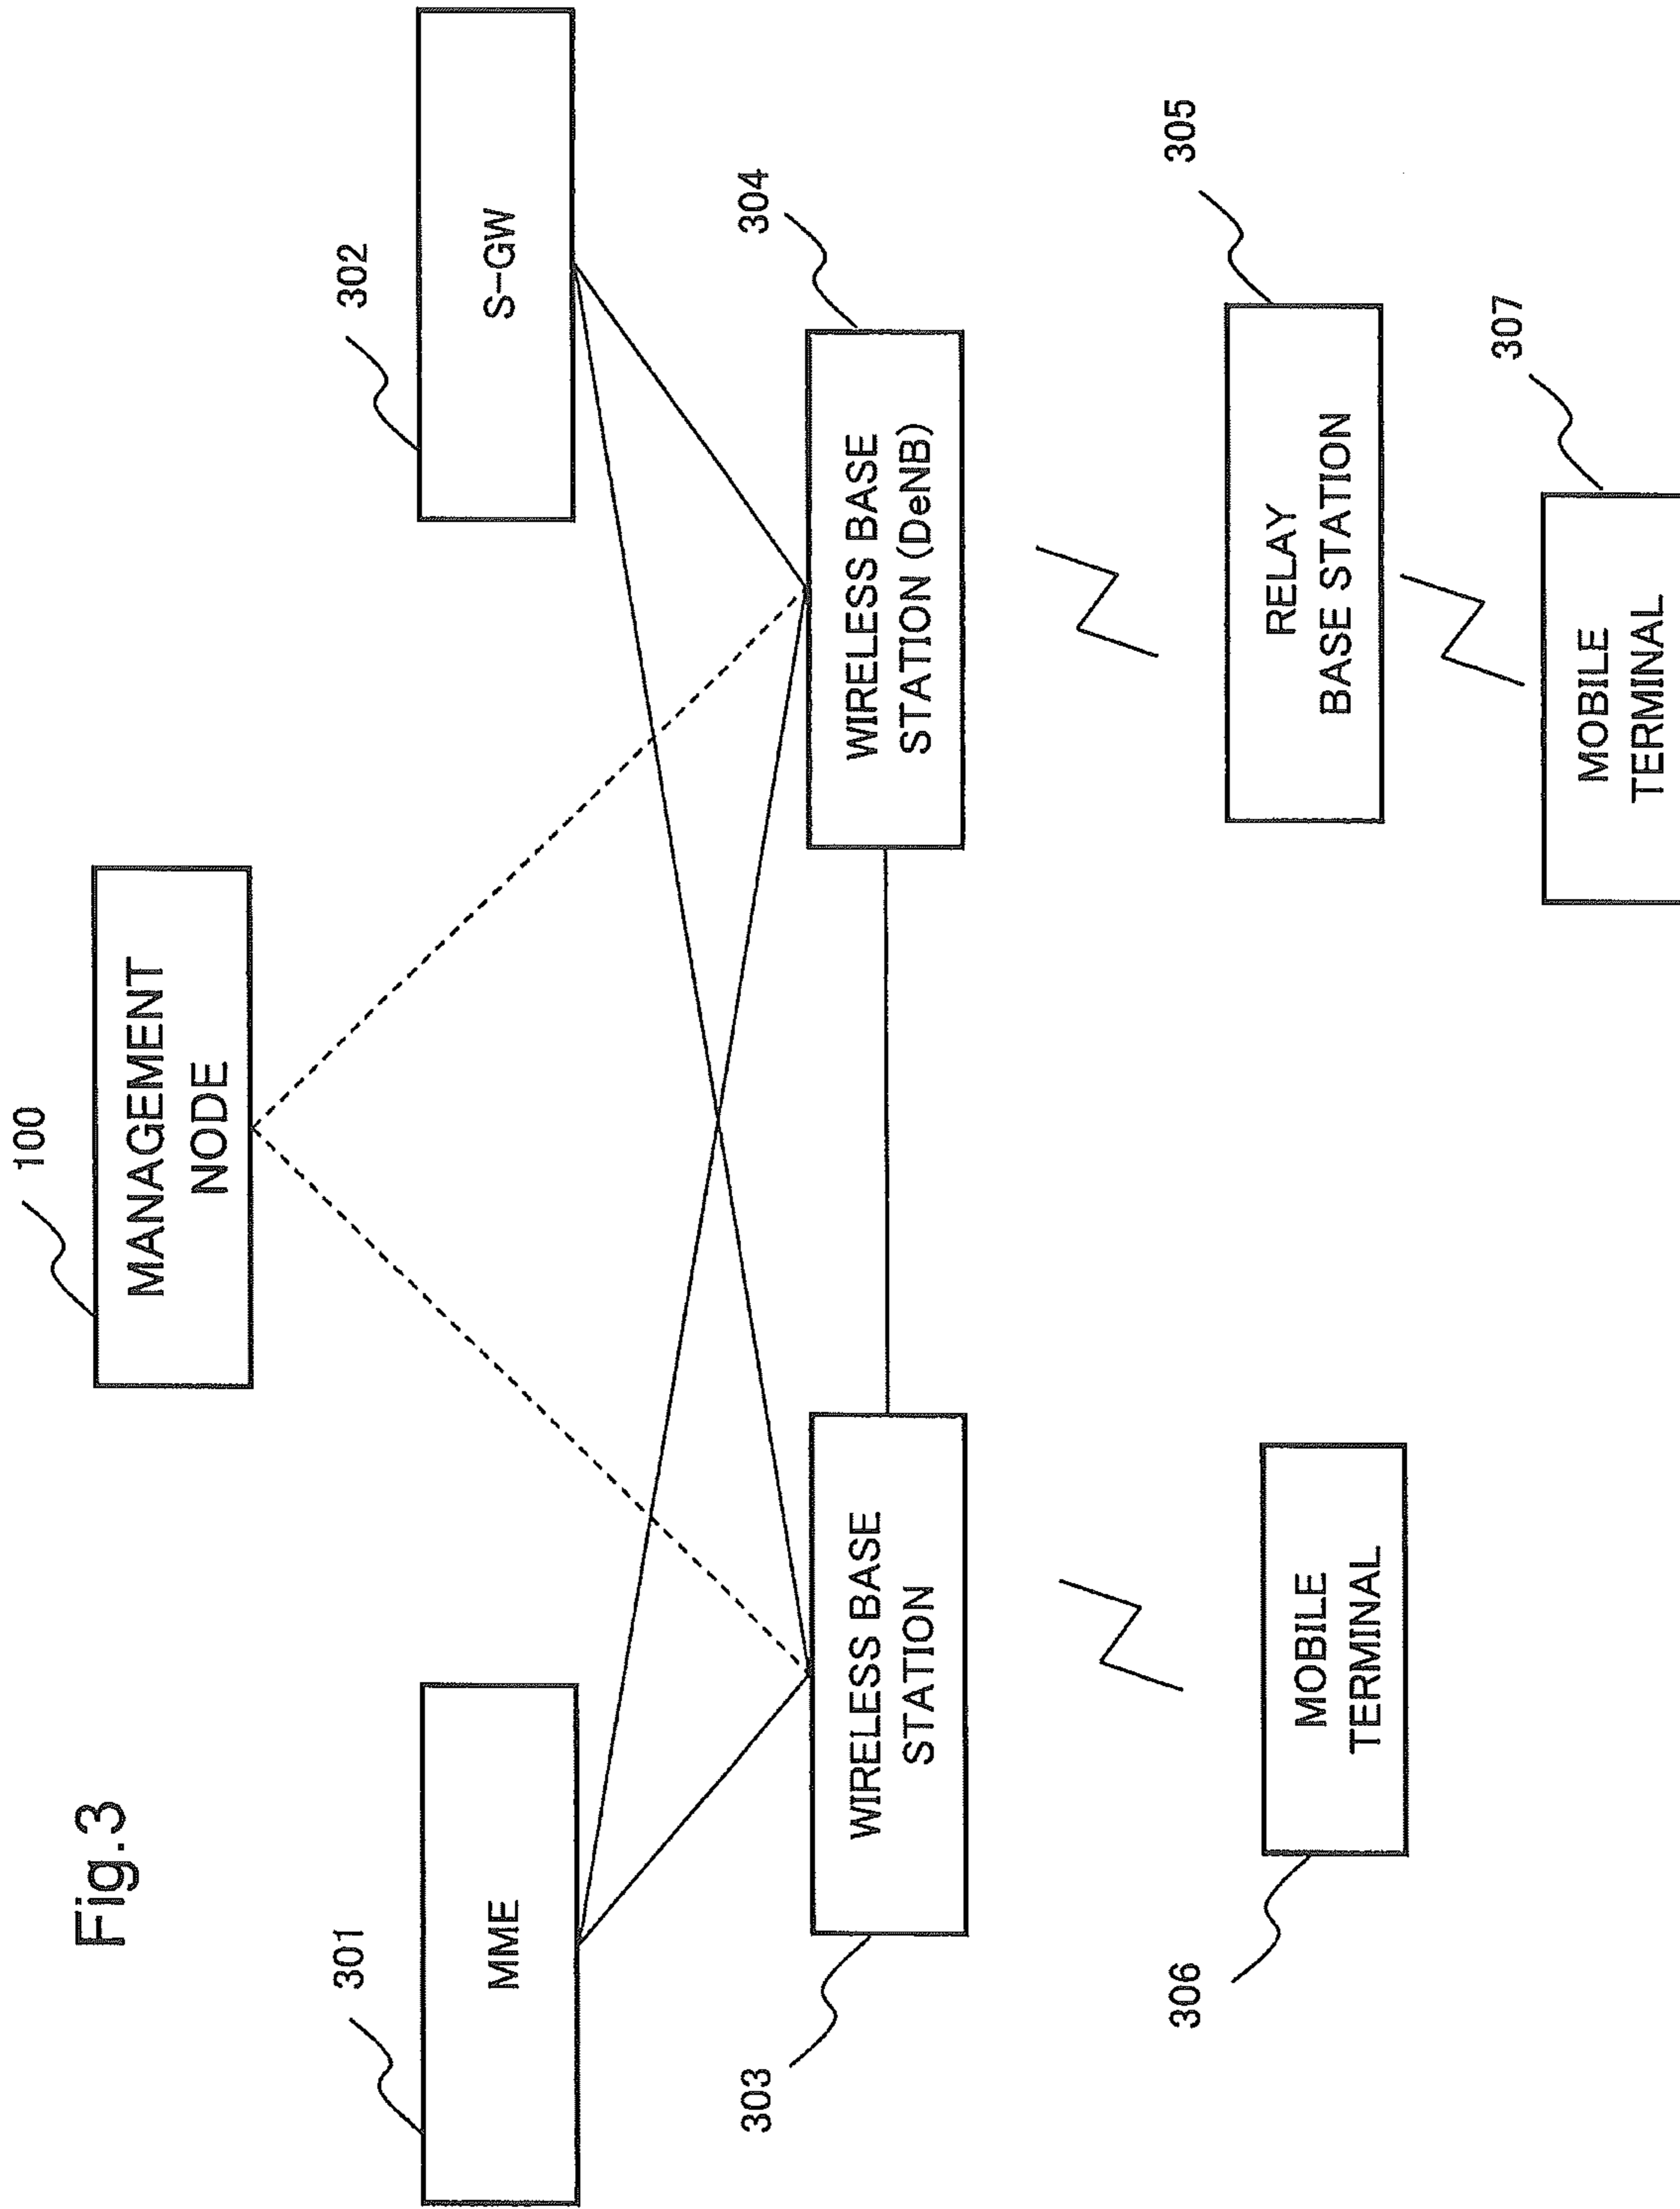 Fig.3
100
MANAGEMENT
NODE
301
MME
302
S-GW
303
WIRELESS BASE
STATION
304
WIRELESS BASE
STATION (DeNB)
305
RELAY
BASE STATION
306
MOBILE
TERMINAL
307
MOBILE
TERMINAL